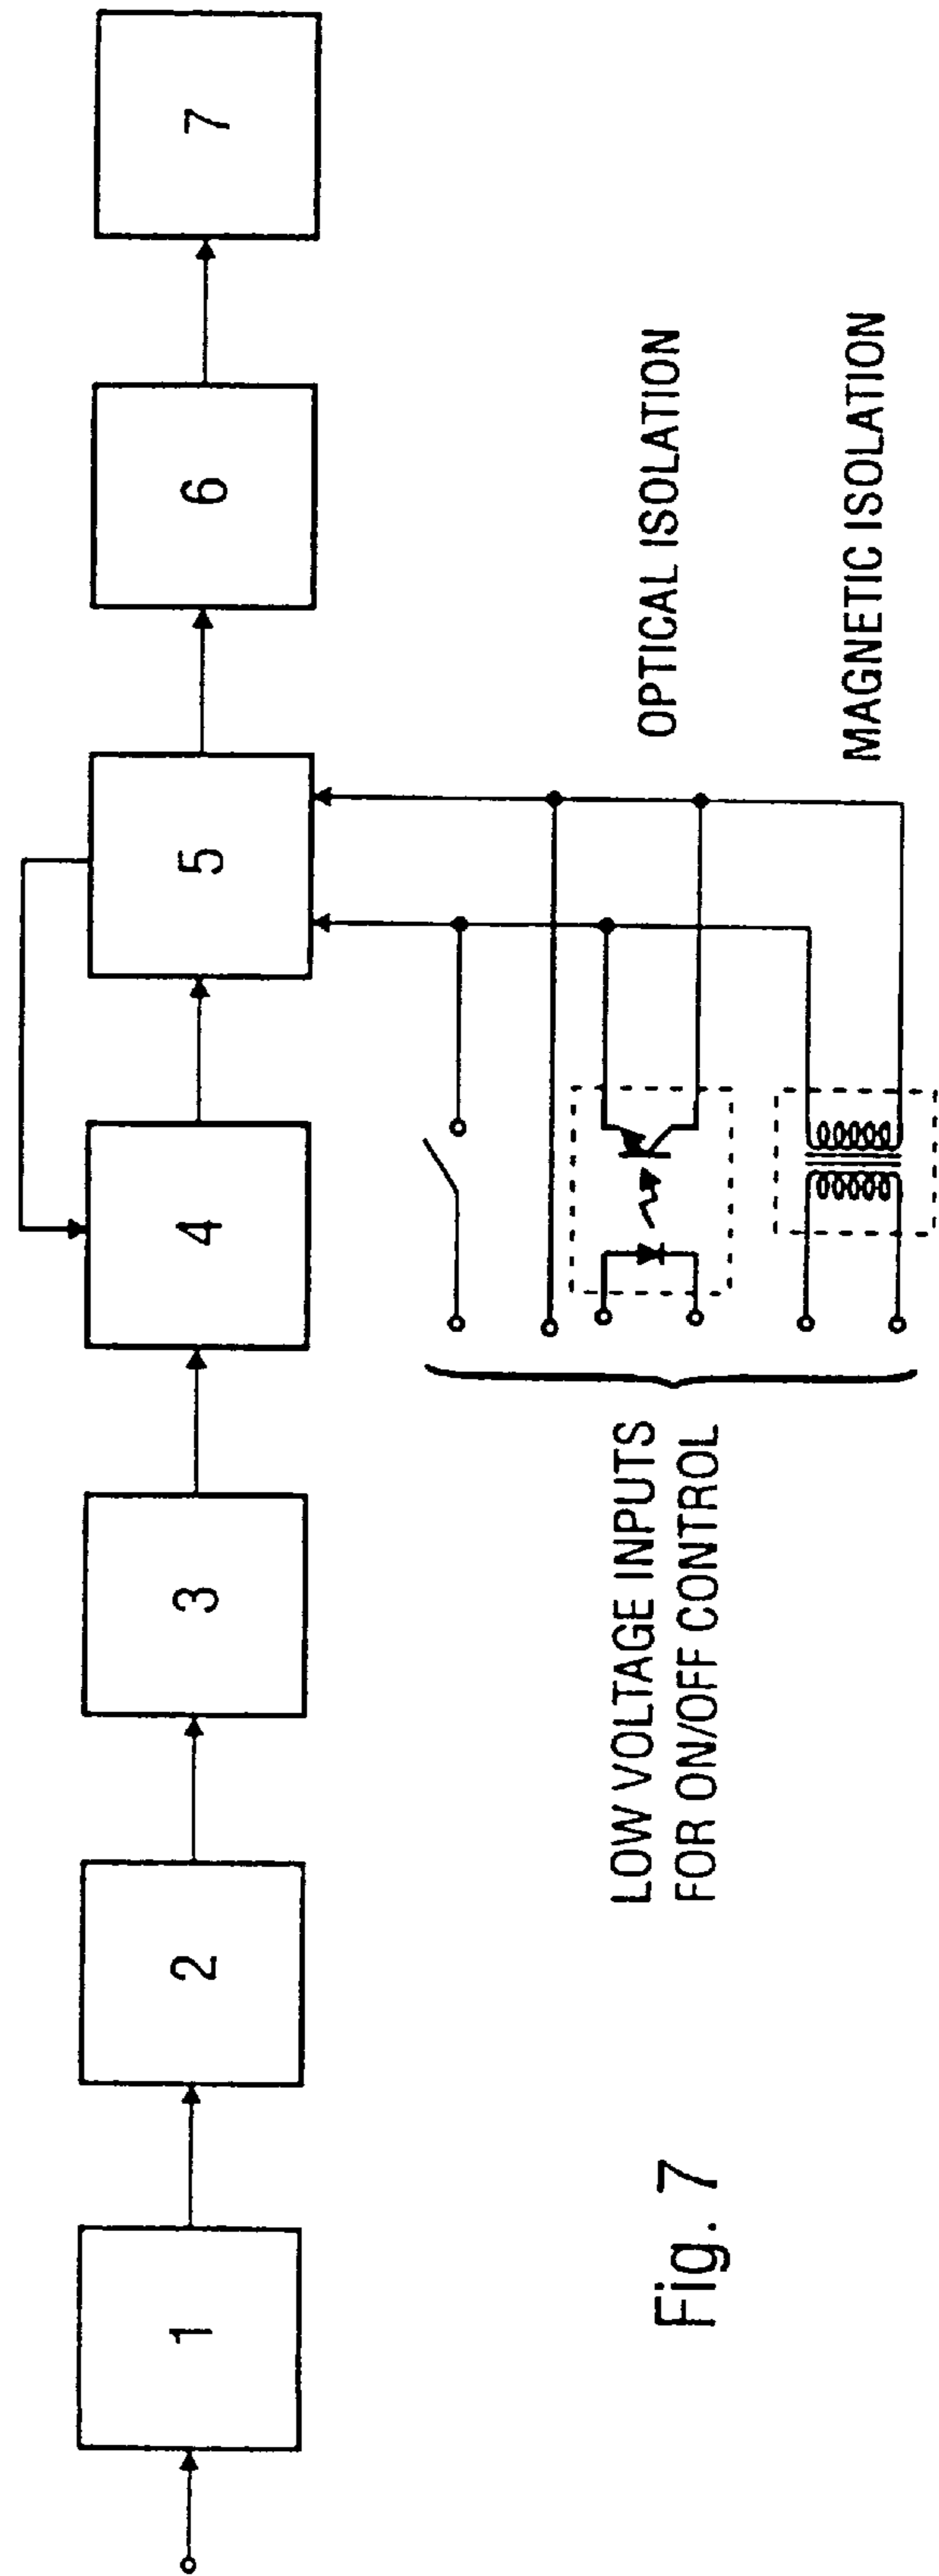 1
2
3
4
5
6
7
OPTICAL ISOLATION
MAGNETIC ISOLATION
LOW VOLTAGE INPUTS
FOR ON/OFF CONTROL
Fig. 7